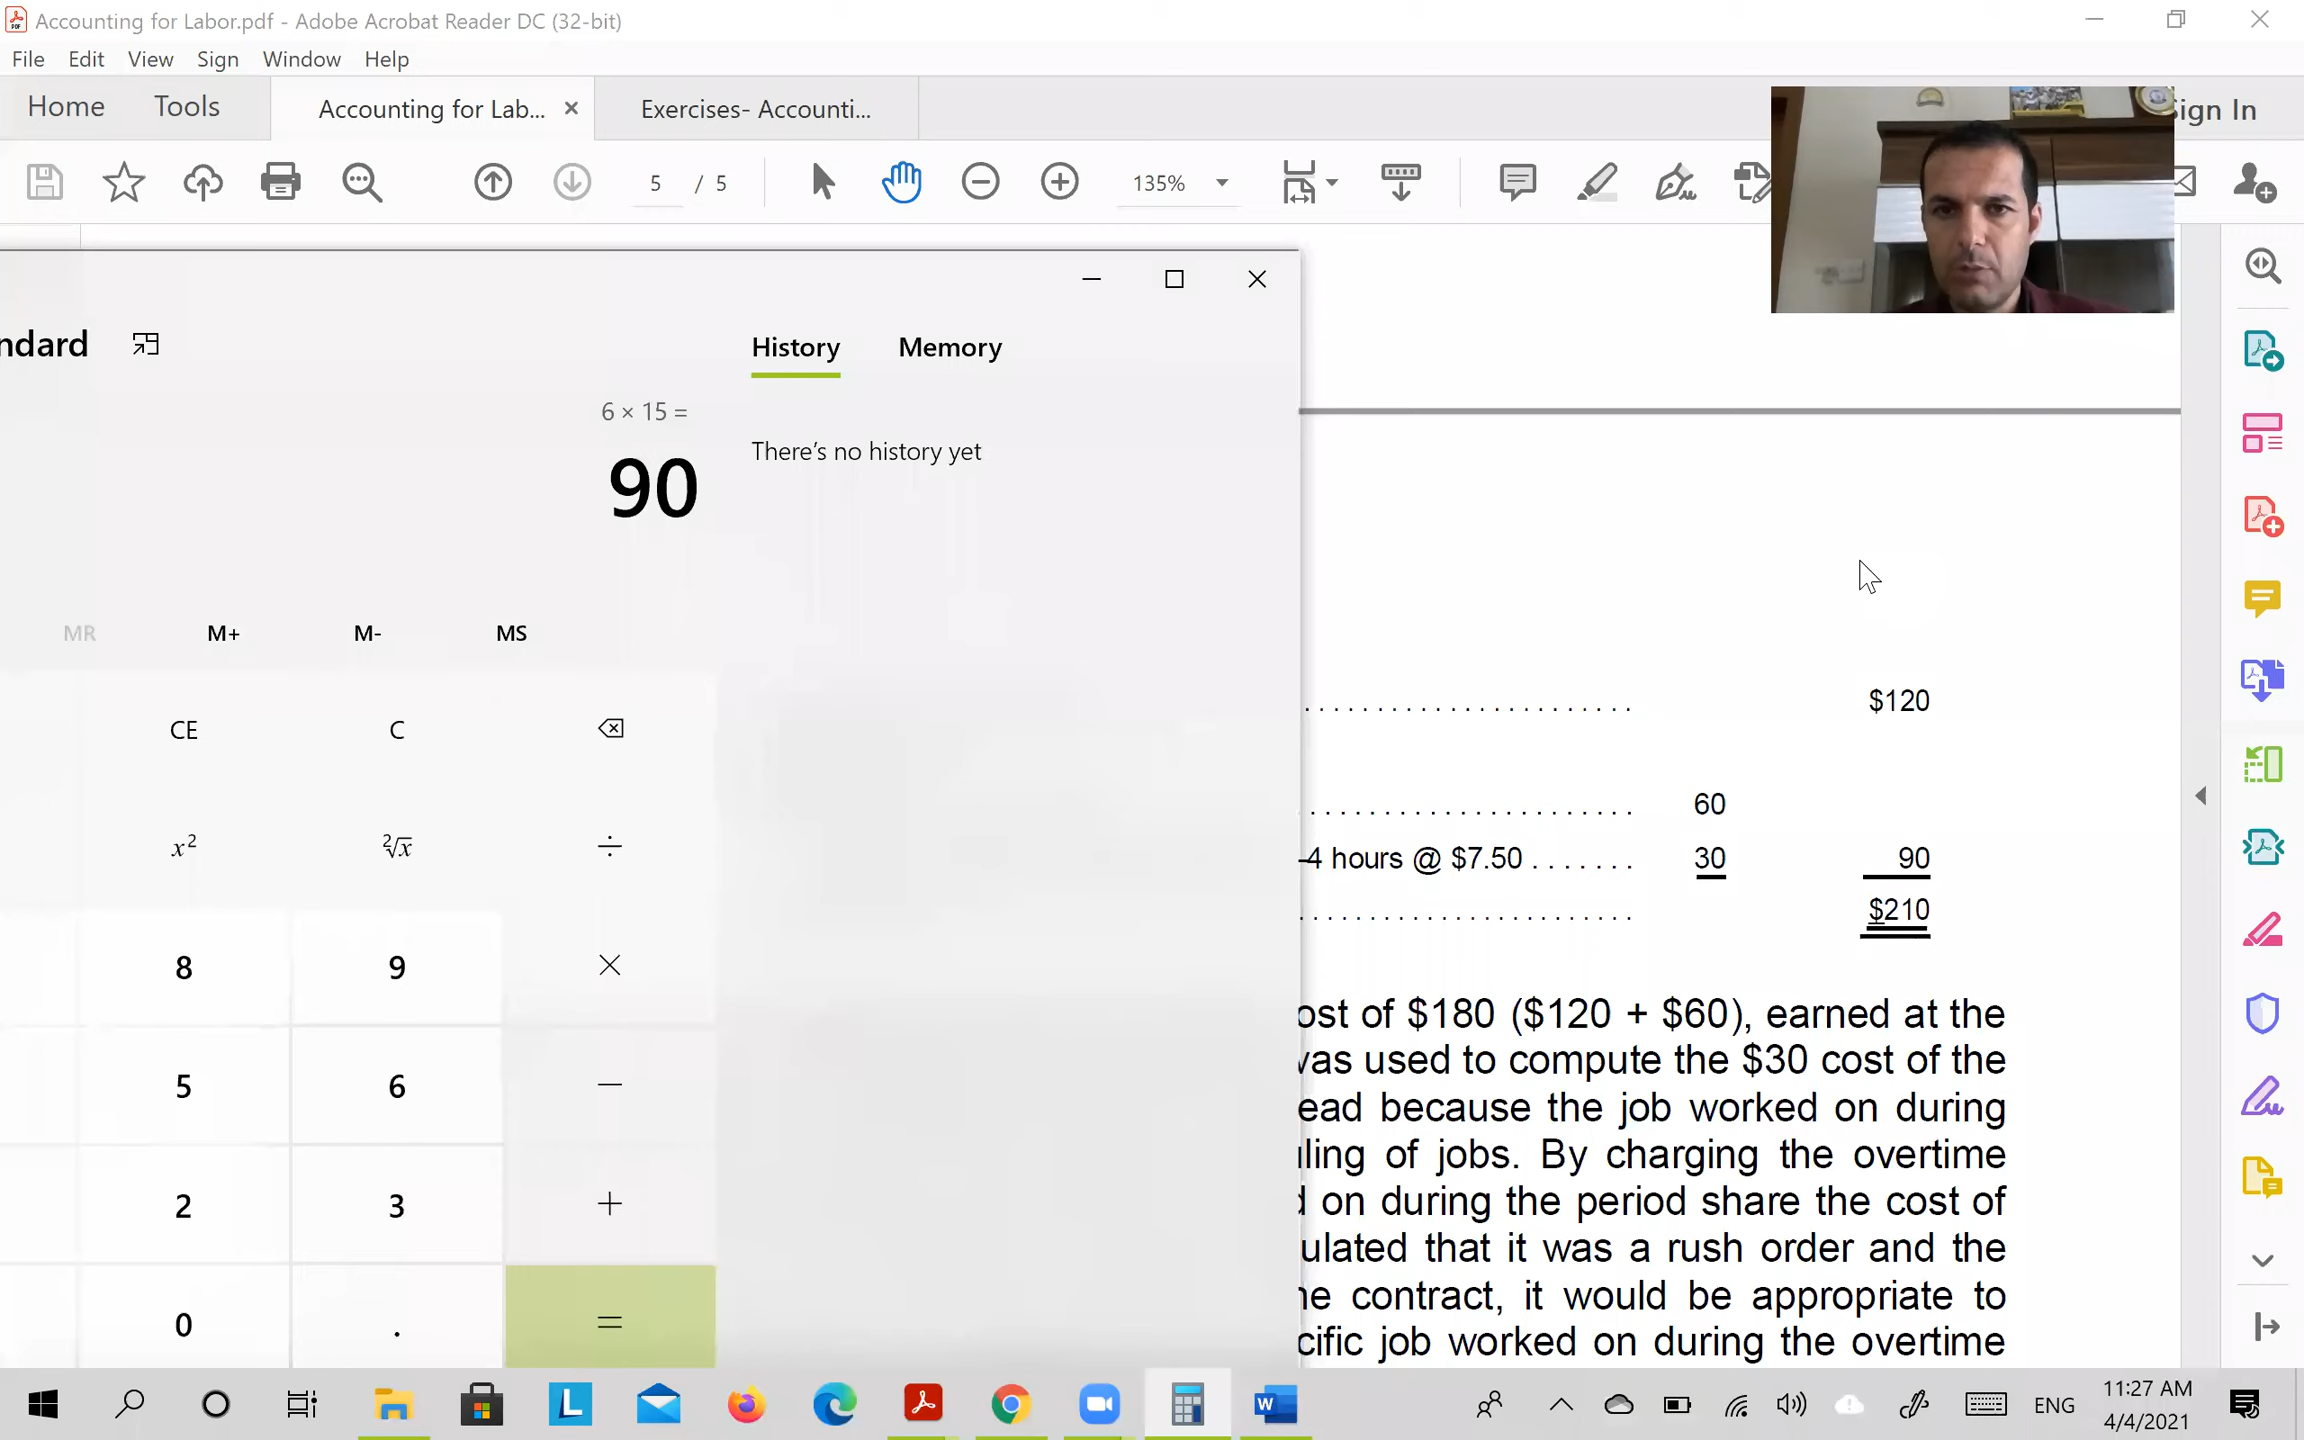 Accounting for Labor.pdf - Adobe Acrobat Reader DC (32-bit)
File Edit View Sign Window Help
Home Tools Accounting for Lab... Exercises- Accounti... Sign In
5 / 5 135%
ndard
History Memory
6 × 15 =
90
There's no history yet
MR M+ M- MS
CE C
x² ²√x ÷
8 9 ×
5 6 −
2 3 +
0 . =
........................ $120
........................ 60
4 hours @ $7.50 ....... 30 90
........................ $210
ost of $180 ($120 + $60), earned at the
was used to compute the $30 cost of the
ead because the job worked on during
ling of jobs. By charging the overtime
on during the period share the cost of
ulated that it was a rush order and the
contract, it would be appropriate to
cific job worked on during the overtime
ENG
11:27 AM
4/4/2021